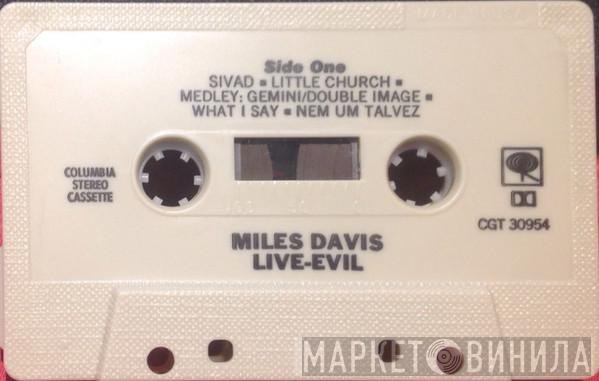 Side One
SIVAD ▪ LITTLE CHURCH ▪
MEDLEY: GEMINI/DOUBLE IMAGE ▪
WHAT I SAY ▪ NEM UM TALVEZ
COLUMBIA
STEREO
CASSETTE
CGT 30954
MILES DAVIS
LIVE-EVIL
МАРКЕТ ВИНИЛА